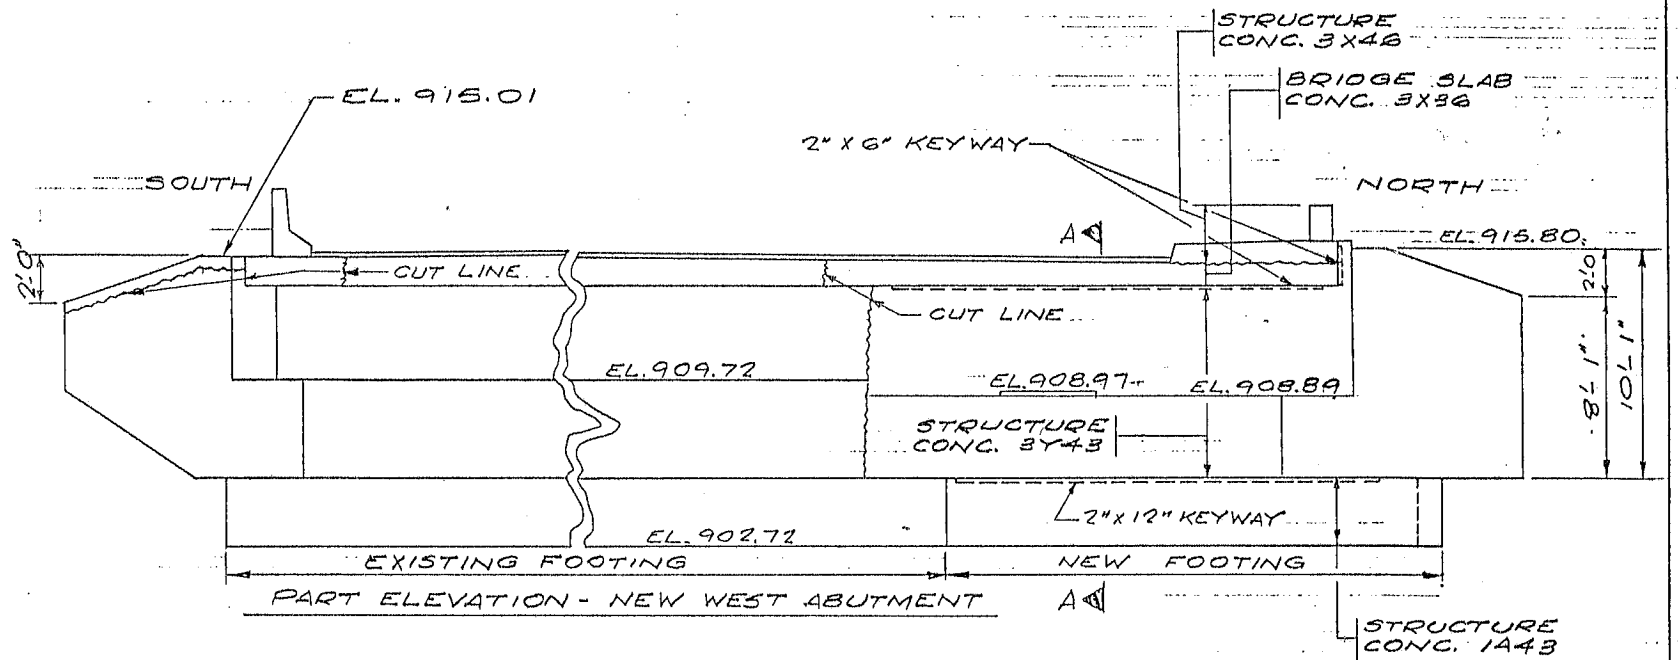 STRUCTURE
CONC. 3X46
BRIDGE SLAB
CONC. 3X36
EL. 915.01
2" X 6" KEYWAY
SOUTH
NORTH
A
EL. 915.80
2'0"
CUT LINE
2'0"
CUT LINE
8'1"
10'1"
EL. 909.72
EL. 908.97
EL. 908.89
STRUCTURE
CONC. 3Y43
2" X 12" KEYWAY
EL. 902.72
EXISTING FOOTING
NEW FOOTING
PART ELEVATION - NEW WEST ABUTMENT
A
STRUCTURE
CONC. 1A43